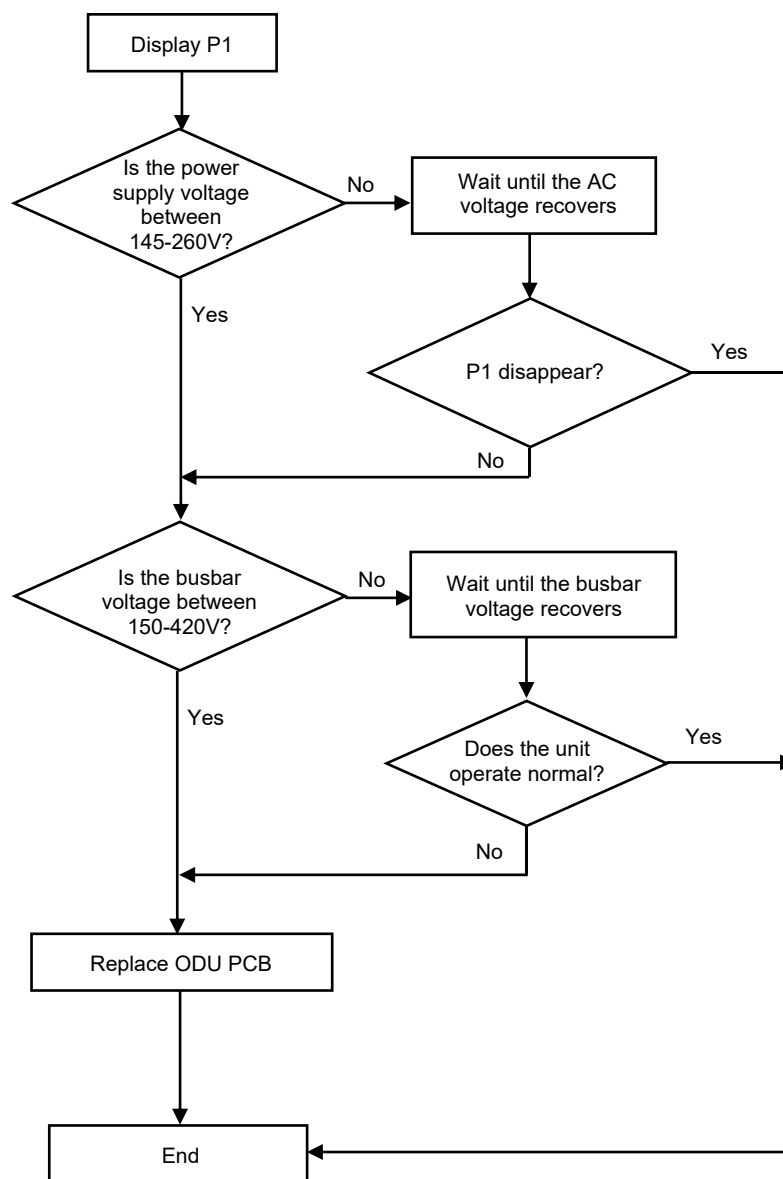 Display P1
Is the power
supply voltage
between
145-260V?
No
Wait until the AC
voltage recovers
Yes
P1 disappear?
Yes
No
Is the busbar
voltage between
150-420V?
No
Wait until the busbar
voltage recovers
Yes
Does the unit
operate normal?
Yes
No
Replace ODU PCB
End